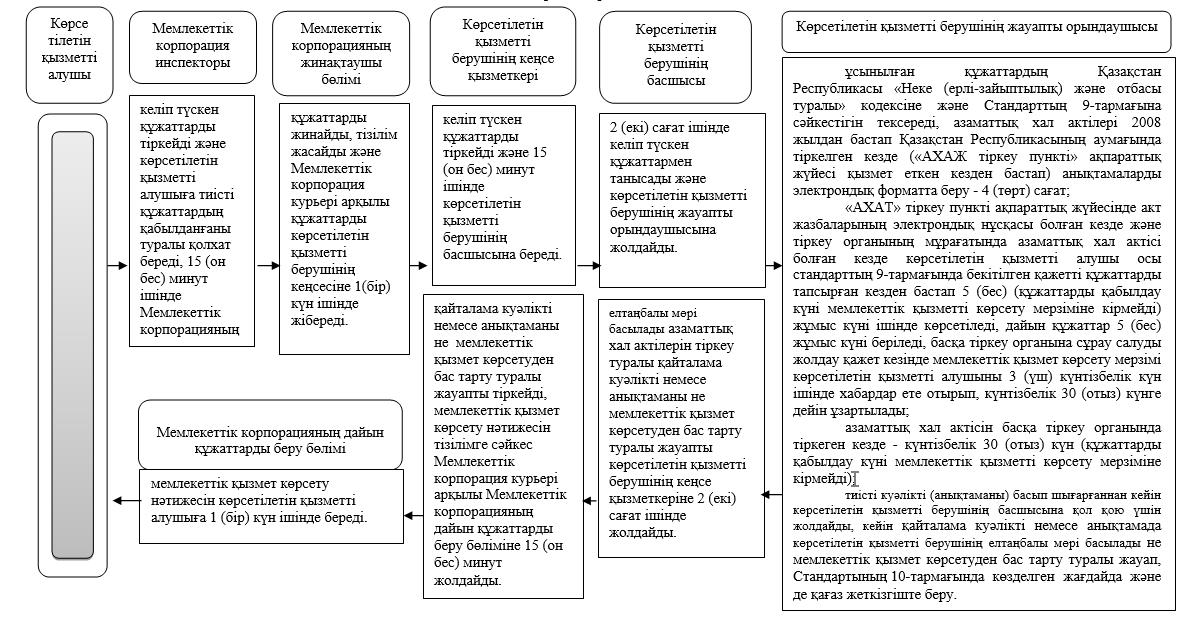 Көрсе
тілетін
қызметті
алушы
Мемлекеттік
корпорация
инспекторы
Мемлекеттік
корпорацияның
жинақтаушы
бөлімі
Көрсетілетін
қызметті
берушінің кеңсе
қызметкері
Көрсетілетін
қызметті
берушінің
басшысы
Көрсетілетін қызметті берушінің жауапты орындаушысы
келіп түскен
құжаттарды
тіркейді және
көрсетілетін
қызметті
алушыға тиісті
құжаттардың
қабылданғаны
туралы қолхат
береді, 15 (он
бес) минут
ішінде
Мемлекеттік
корпорацияның
құжаттарды
жинайды, тізілім
жасайды және
Мемлекеттік
корпорация
курьері арқылы
құжаттарды
көрсетілетін
қызметті
берушінің
кеңсесіне 1(бір)
күн ішінде
жібереді.
келіп түскен
құжаттарды
тіркейді және 15
(он бес) минут
ішінде
көрсетілетін
қызметті
берушінің
басшысына береді.
2 (екі) сағат ішінде
келіп түскен
құжаттармен
танысады және
көрсетілетін қызметті
берушінің жауапты
орындаушысына
жолдайды.
ұсынылған құжаттардың Қазақстан
Республикасы «Неке (ерлі-зайыптылық) және отбасы
туралы» кодексіне және Стандарттың 9-тармағына
сәйкестігін тексереді, азаматтық хал актілері 2008
жылдан бастап Қазақстан Республикасының аумағында
тіркелген кезде («АХАЖ тіркеу пункті» ақпараттық
жүйесі қызмет еткен кезден бастап) анықтамаларды
электрондық форматта беру - 4 (төрт) сағат;
«АХАТ» тіркеу пункті ақпараттық жүйесінде акт
жазбаларының электрондық нұсқасы болған кезде және
тіркеу органының мұрағатында азаматтық хал актісі
болған кезде көрсетілетін қызметті алушы осы
стандарттың 9-тармағында бекітілген қажетті құжаттарды
тапсырған кезден бастап 5 (бес) (құжаттарды қабылдау
күні мемлекеттік қызметті көрсету мерзіміне кірмейді)
жұмыс күні ішінде көрсетіледі, дайын құжаттар 5 (бес)
жұмыс күні беріледі, басқа тіркеу органына сұрау салуды
жолдау қажет кезінде мемлекеттік қызмет көрсету мерзімі
көрсетілетін қызметті алушыны 3 (үш) күнтізбелік күн
ішінде хабардар ете отырып, күнтізбелік 30 (отыз) күнге
дейін ұзартылады;
азаматтық хал актісін басқа тіркеу органында
тіркеген кезде - күнтізбелік 30 (отыз) күн (құжаттарды
қабылдау күні мемлекеттік қызметті көрсету мерзіміне
кірмейді)
тиісті куәлікті (анықтаманы) басып шығарғаннан кейін
көрсетілетін қызметті берушінің басшысына қол қою үшін
жолдайды, кейін қайталама куәлікті немесе анықтамада
көрсетілетін қызметті берушінің елтаңбалы мөрі басылады не
мемлекеттік қызмет көрсетуден бас тарту туралы жауап,
Стандартының 10-тармағында көзделген жағдайда және
де қағаз жеткізгіште беру.
қайталама куәлікті
немесе анықтаманы
не мемлекеттік
қызмет көрсетуден
бас тарту туралы
жауапты тіркейді,
мемлекеттік қызмет
көрсету нәтижесін
тізілімге сәйкес
Мемлекеттік
корпорация курьері
арқылы Мемлекеттік
корпорацияның
дайын құжаттарды
беру бөліміне 15 (он
бес) минут
жолдайды.
елтаңбалы мөрі
басылады азаматтық
хал актілерін тіркеу
туралы қайталама
куәлікті немесе
анықтаманы не
мемлекеттік қызмет
көрсетуден бас тарту
туралы жауапты
көрсетілетін қызметті
берушінің кеңсе
қызметкеріне 2 (екі)
сағат ішінде
жолдайды.
Мемлекеттік корпорацияның дайын
құжаттарды беру бөлімі
мемлекеттік қызмет көрсету
нәтижесін көрсетілетін қызметті
алушыға 1 (бір) күн ішінде береді.